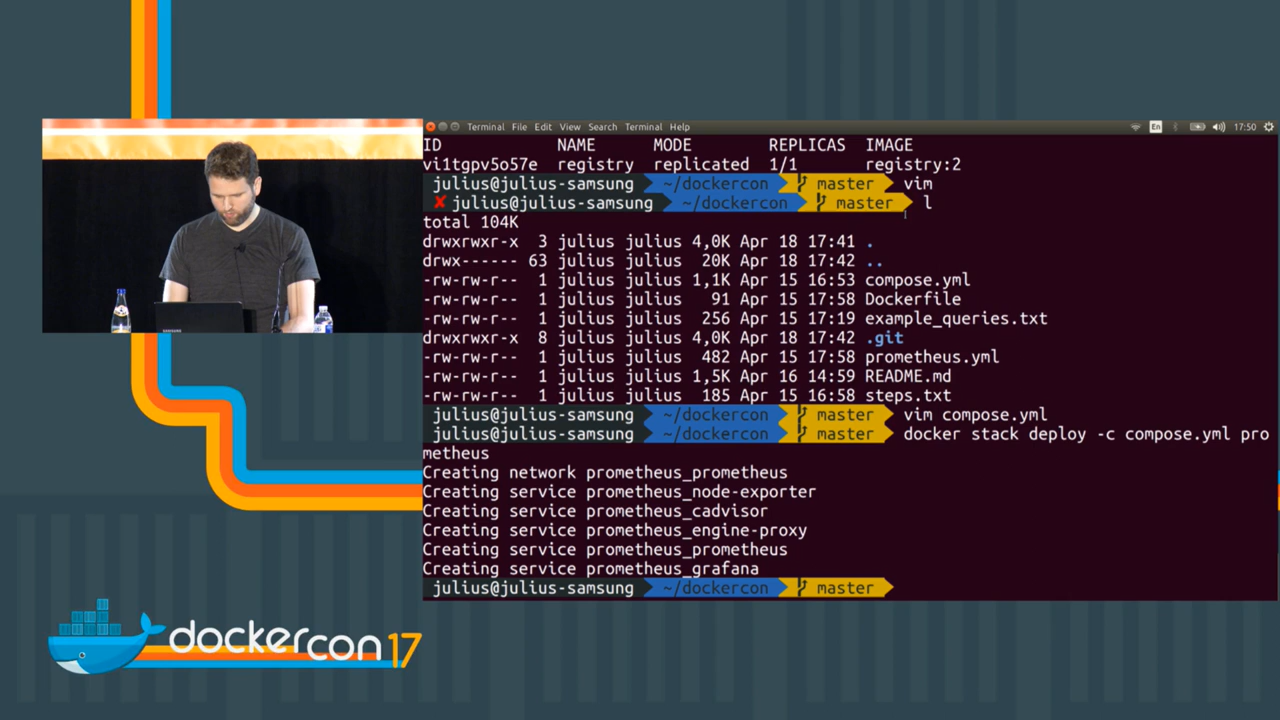 Terminal File Edit View Search Terminal Help En 17:50
ID NAME MODE REPLICAS IMAGE
vi1tgpv5o57e registry replicated 1/1 registry:2
julius@julius-samsung ~/dockercon master vim
✘ julius@julius-samsung ~/dockercon master l
total 104K
drwxrwxr-x 3 julius julius 4,0K Apr 18 17:41 .
drwx------ 63 julius julius 20K Apr 18 17:42 ..
-rw-rw-r-- 1 julius julius 1,1K Apr 15 16:53 compose.yml
-rw-rw-r-- 1 julius julius 91 Apr 15 17:58 Dockerfile
-rw-rw-r-- 1 julius julius 256 Apr 15 17:19 example_queries.txt
drwxrwxr-x 8 julius julius 4,0K Apr 18 17:42 .git
-rw-rw-r-- 1 julius julius 482 Apr 15 17:58 prometheus.yml
-rw-rw-r-- 1 julius julius 1,5K Apr 16 14:59 README.md
-rw-rw-r-- 1 julius julius 185 Apr 15 16:58 steps.txt
julius@julius-samsung ~/dockercon master vim compose.yml
julius@julius-samsung ~/dockercon master docker stack deploy -c compose.yml pro
metheus
Creating network prometheus_prometheus
Creating service prometheus_node-exporter
Creating service prometheus_cadvisor
Creating service prometheus_engine-proxy
Creating service prometheus_prometheus
Creating service prometheus_grafana
julius@julius-samsung ~/dockercon master
SAMSUNG
dockercon 17